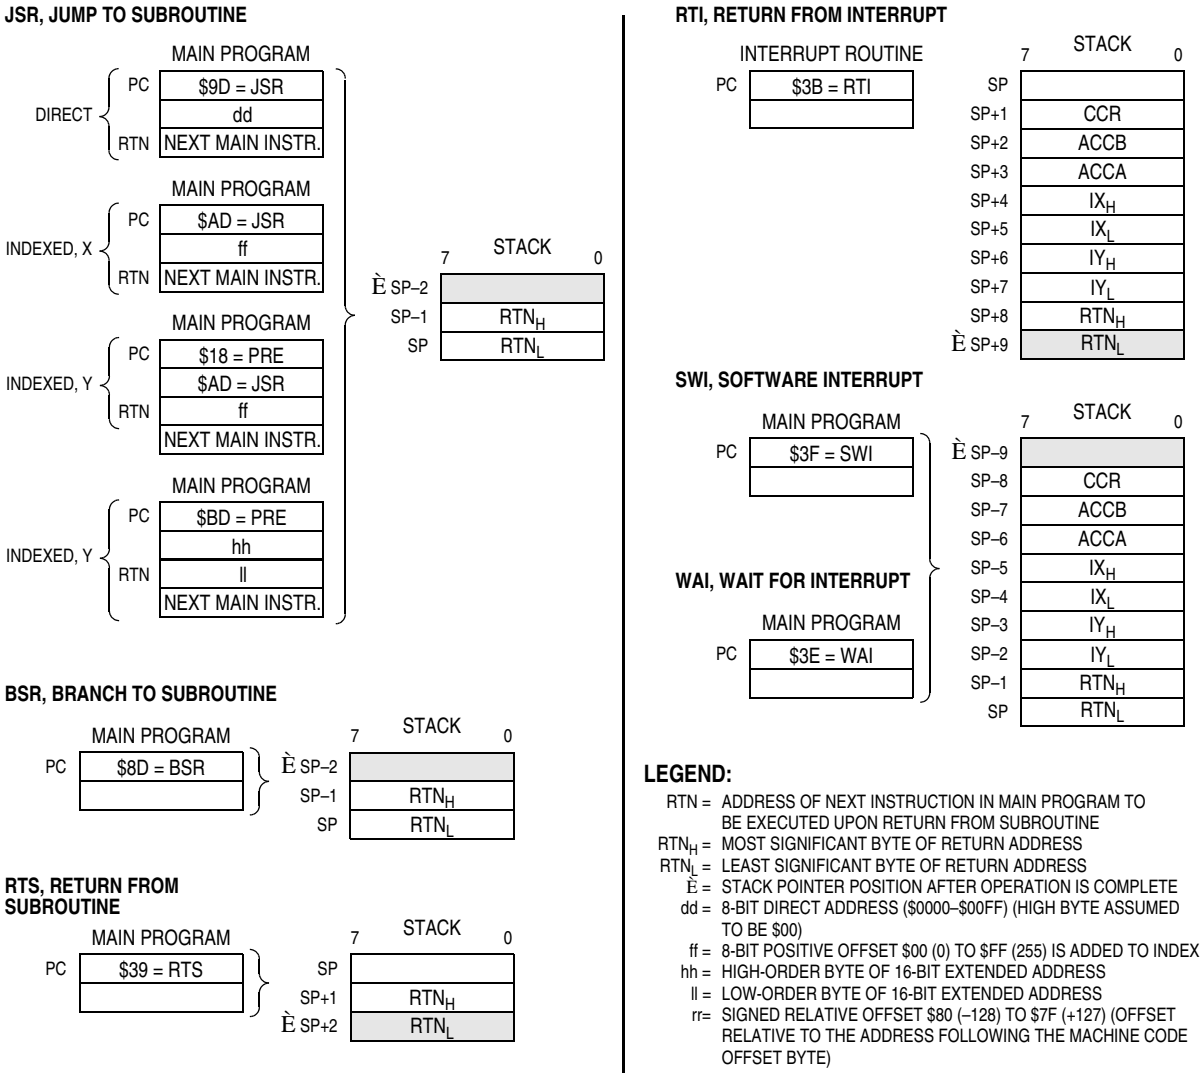 JSR, JUMP TO SUBROUTINE
MAIN PROGRAM
DIRECT
PC $9D = JSR
dd
RTN NEXT MAIN INSTR.
MAIN PROGRAM
INDEXED, X
PC $AD = JSR
ff
RTN NEXT MAIN INSTR.
MAIN PROGRAM
INDEXED, Y
PC $18 = PRE
$AD = JSR
RTN ff
NEXT MAIN INSTR.
MAIN PROGRAM
INDEXED, Y
PC $BD = PRE
hh
RTN ll
NEXT MAIN INSTR.
7 STACK 0
È SP–2
SP–1 RTNH
SP RTNL
BSR, BRANCH TO SUBROUTINE
MAIN PROGRAM
PC $8D = BSR
7 STACK 0
È SP–2
SP–1 RTNH
SP RTNL
RTS, RETURN FROM
SUBROUTINE
MAIN PROGRAM
PC $39 = RTS
7 STACK 0
SP
SP+1 RTNH
È SP+2 RTNL
RTI, RETURN FROM INTERRUPT
INTERRUPT ROUTINE
PC $3B = RTI
7 STACK 0
SP
SP+1 CCR
SP+2 ACCB
SP+3 ACCA
SP+4 IXH
SP+5 IXL
SP+6 IYH
SP+7 IYL
SP+8 RTNH
È SP+9 RTNL
SWI, SOFTWARE INTERRUPT
MAIN PROGRAM
PC $3F = SWI
WAI, WAIT FOR INTERRUPT
MAIN PROGRAM
PC $3E = WAI
7 STACK 0
È SP–9
SP–8 CCR
SP–7 ACCB
SP–6 ACCA
SP–5 IXH
SP–4 IXL
SP–3 IYH
SP–2 IYL
SP–1 RTNH
SP RTNL
LEGEND:
RTN = ADDRESS OF NEXT INSTRUCTION IN MAIN PROGRAM TO
BE EXECUTED UPON RETURN FROM SUBROUTINE
RTNH = MOST SIGNIFICANT BYTE OF RETURN ADDRESS
RTNL = LEAST SIGNIFICANT BYTE OF RETURN ADDRESS
È = STACK POINTER POSITION AFTER OPERATION IS COMPLETE
dd = 8-BIT DIRECT ADDRESS ($0000–$00FF) (HIGH BYTE ASSUMED
TO BE $00)
ff = 8-BIT POSITIVE OFFSET $00 (0) TO $FF (255) IS ADDED TO INDEX
hh = HIGH-ORDER BYTE OF 16-BIT EXTENDED ADDRESS
ll = LOW-ORDER BYTE OF 16-BIT EXTENDED ADDRESS
rr= SIGNED RELATIVE OFFSET $80 (–128) TO $7F (+127) (OFFSET
RELATIVE TO THE ADDRESS FOLLOWING THE MACHINE CODE
OFFSET BYTE)